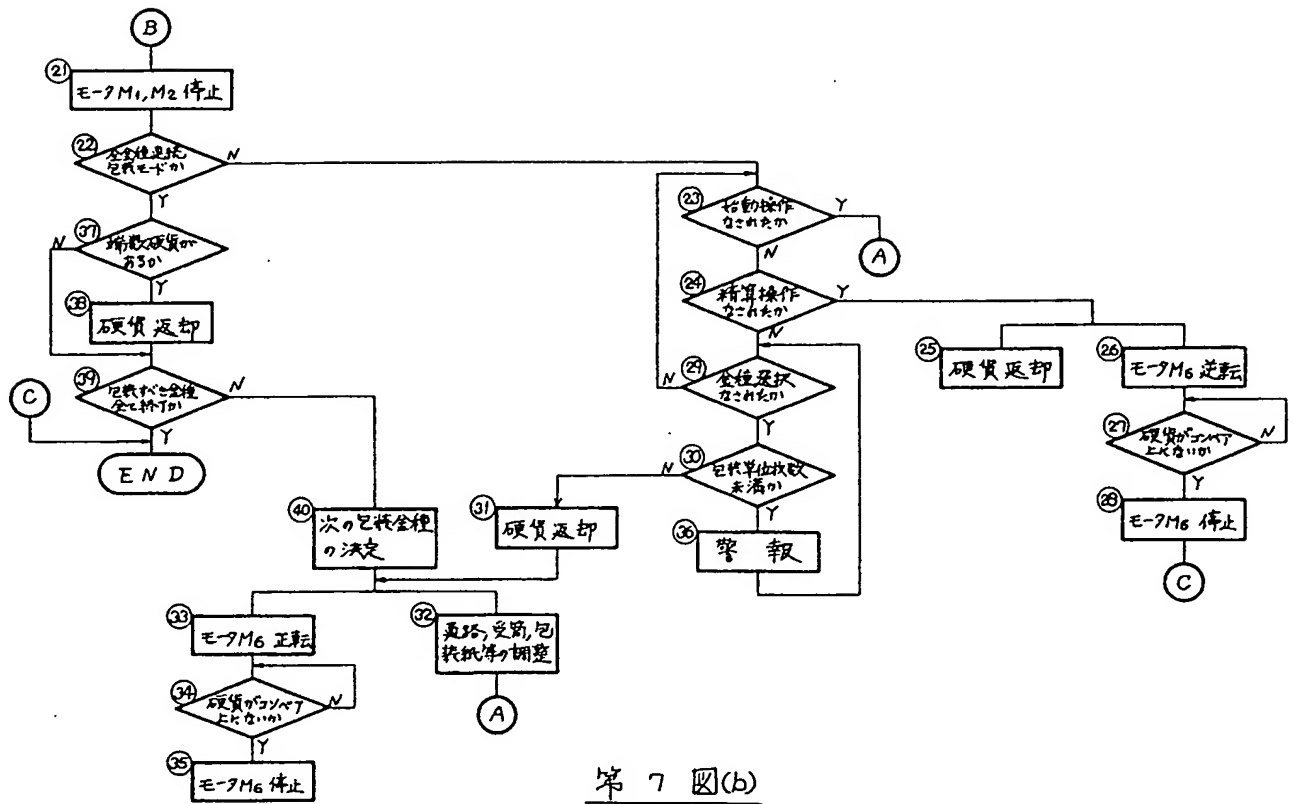 B
21
モータM1,M2停止
22
全金種連続
包装モードか
N
Y
37
端数硬貨が
あるか
N
Y
38
硬貨返却
39
包装すべき金種
全て終了か
N
Y
C
END
40
次の包装金種
の決定
33
モータM6正転
34
硬貨がコンベア
上にないか
N
Y
35
モータM6停止
32
通路,受筒,包
装紙等の調整
A
31
硬貨返却
23
始動操作
なされたか
Y
A
N
24
精算操作
なされたか
Y
N
29
金種選択
なされたか
N
Y
30
包装単位枚数
未満か
N
Y
36
警報
25
硬貨返却
26
モータM6逆転
27
硬貨がコンベア
上にないか
N
Y
28
モータM6停止
C
第7図(b)